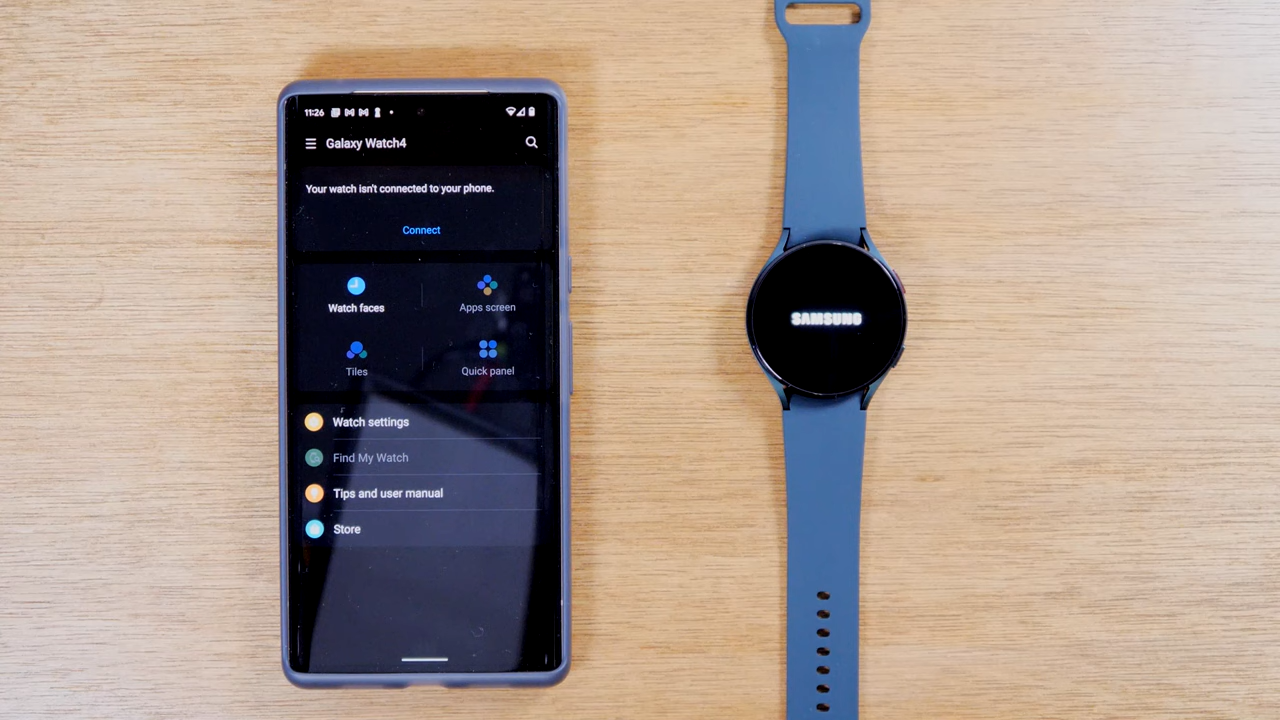 11:26
Galaxy Watch4
Your watch isn't connected to your phone.
Connect
Watch faces
Apps screen
Tiles
Quick panel
Watch settings
Find My Watch
Tips and user manual
Store
SAMSUNG